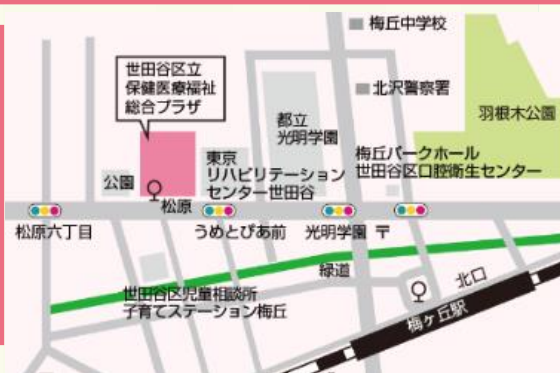 梅丘中学校
世田谷区立
保健医療福祉
総合プラザ
北沢警察署
羽根木公園
都立
光明学園
東京
リハビリテーション
センター世田谷
梅丘パークホール
世田谷区口腔衛生センター
公園
松原
松原六丁目
うめとぴあ前
光明学園
〒
緑道
世田谷区児童相談所
子育てステーション梅丘
北口
梅ヶ丘駅